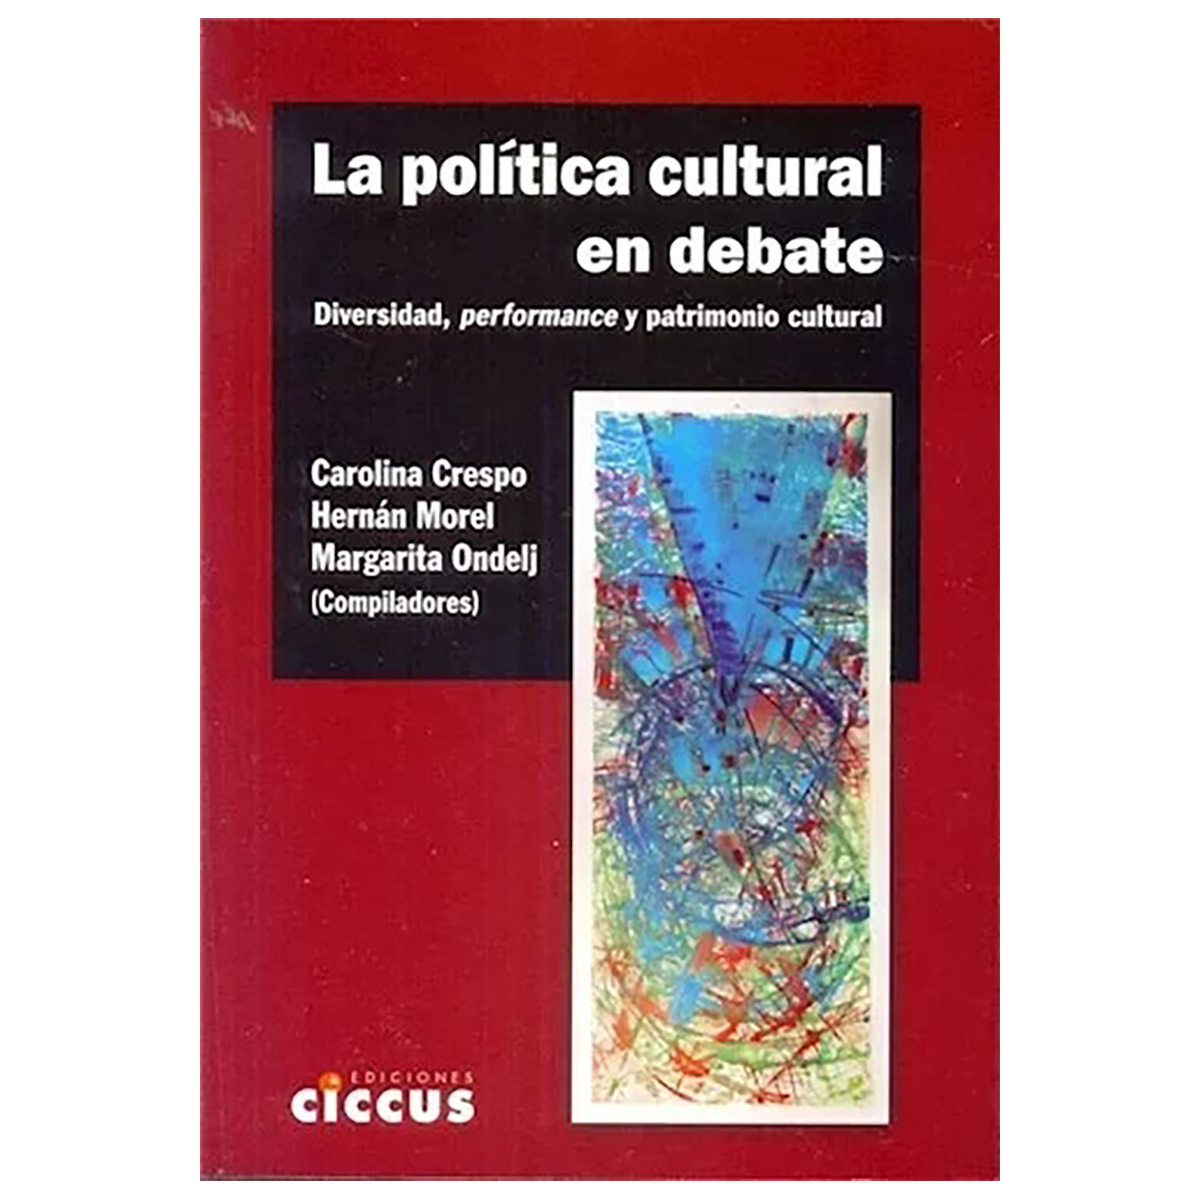 La política cultural
en debate
Diversidad, performance y patrimonio cultural
Carolina Crespo
Hernán Morel
Margarita Ondelj
(Compiladores)
EDICIONES
CICCUS